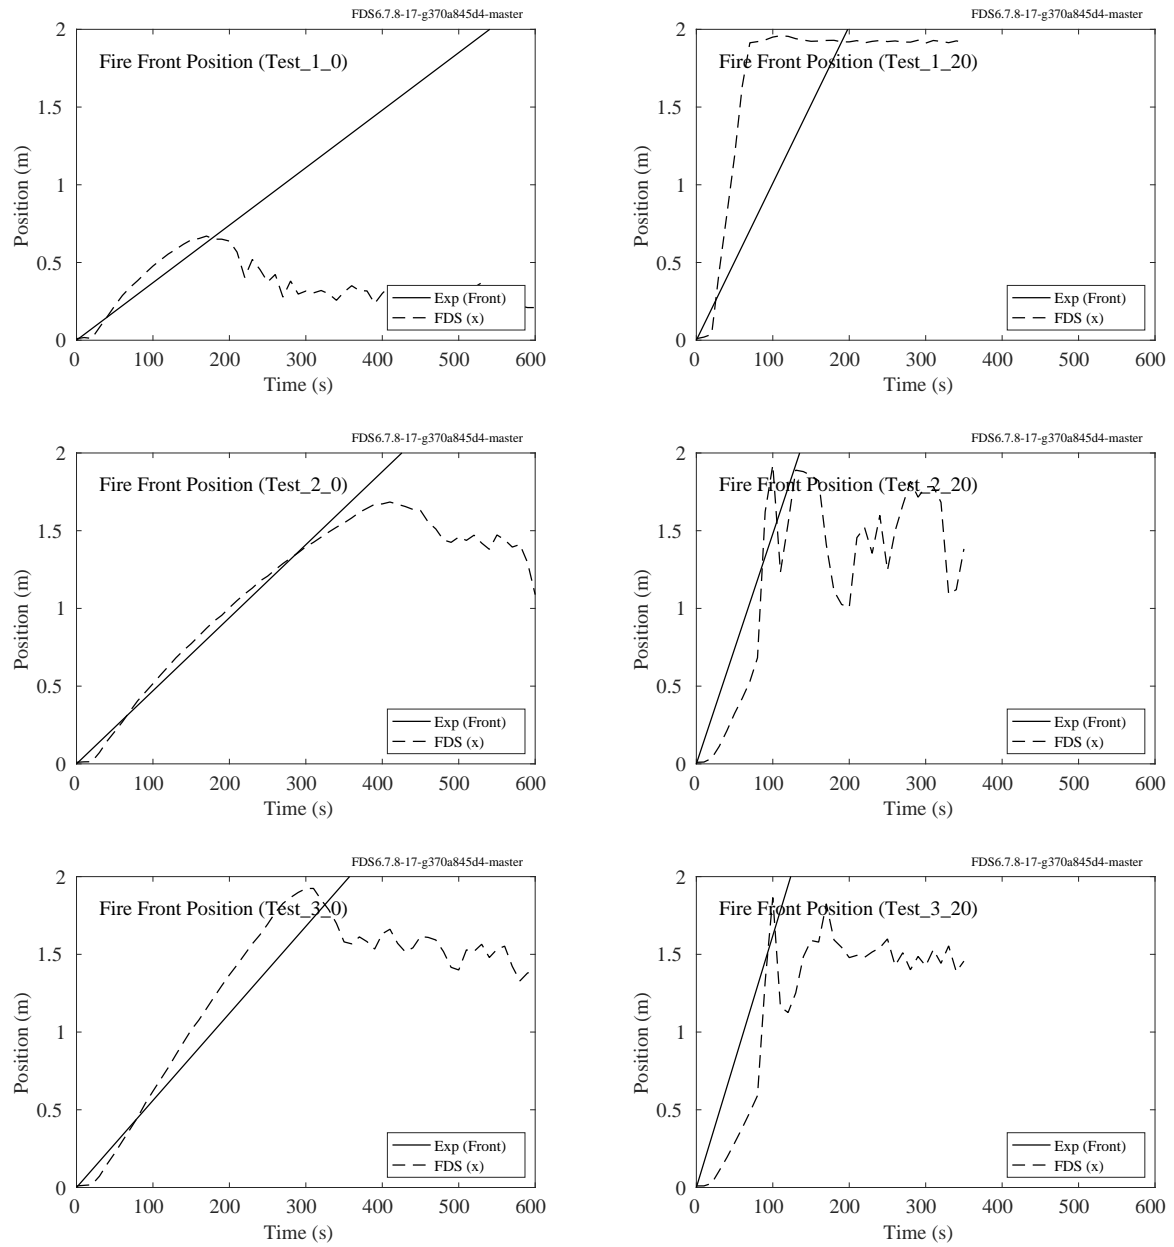 FDS6.7.8-17-g370a845d4-master
Fire Front Position (Test_1_0)
2
1.5
1
0.5
0
Position (m)
Exp (Front)
FDS (x)
0 100 200 300 400 500 600
Time (s)
FDS6.7.8-17-g370a845d4-master
Fire Front Position (Test_1_20)
2
1.5
1
0.5
0
Position (m)
Exp (Front)
FDS (x)
0 100 200 300 400 500 600
Time (s)
FDS6.7.8-17-g370a845d4-master
Fire Front Position (Test_2_0)
2
1.5
1
0.5
0
Position (m)
Exp (Front)
FDS (x)
0 100 200 300 400 500 600
Time (s)
FDS6.7.8-17-g370a845d4-master
Fire Front Position (Test_2_20)
2
1.5
1
0.5
0
Position (m)
Exp (Front)
FDS (x)
0 100 200 300 400 500 600
Time (s)
FDS6.7.8-17-g370a845d4-master
Fire Front Position (Test_3_0)
2
1.5
1
0.5
0
Position (m)
Exp (Front)
FDS (x)
0 100 200 300 400 500 600
Time (s)
FDS6.7.8-17-g370a845d4-master
Fire Front Position (Test_3_20)
2
1.5
1
0.5
0
Position (m)
Exp (Front)
FDS (x)
0 100 200 300 400 500 600
Time (s)